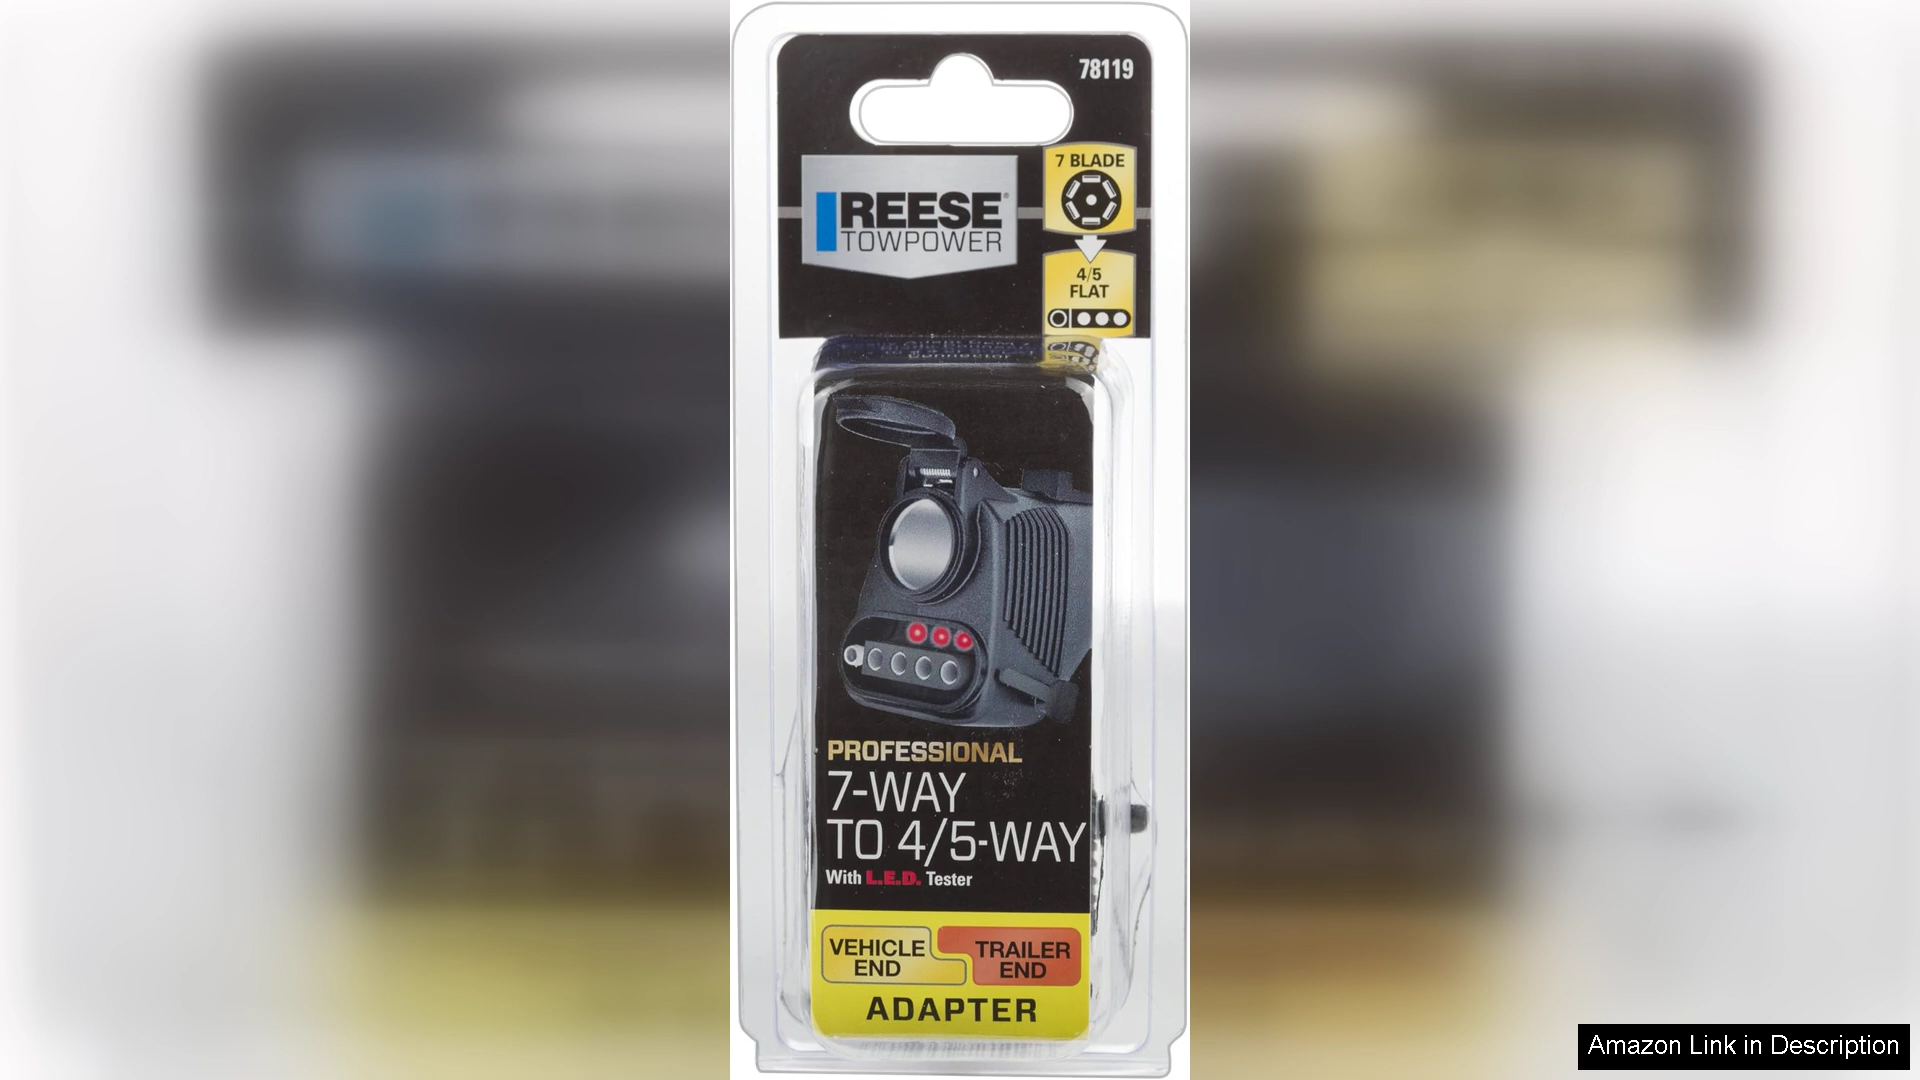 78119
REESE®
TOWPOWER
7 BLADE
4/5
FLAT
PROFESSIONAL
7-WAY
TO 4/5-WAY
With L.E.D. Tester
VEHICLE
END
TRAILER
END
ADAPTER
Amazon Link in Description